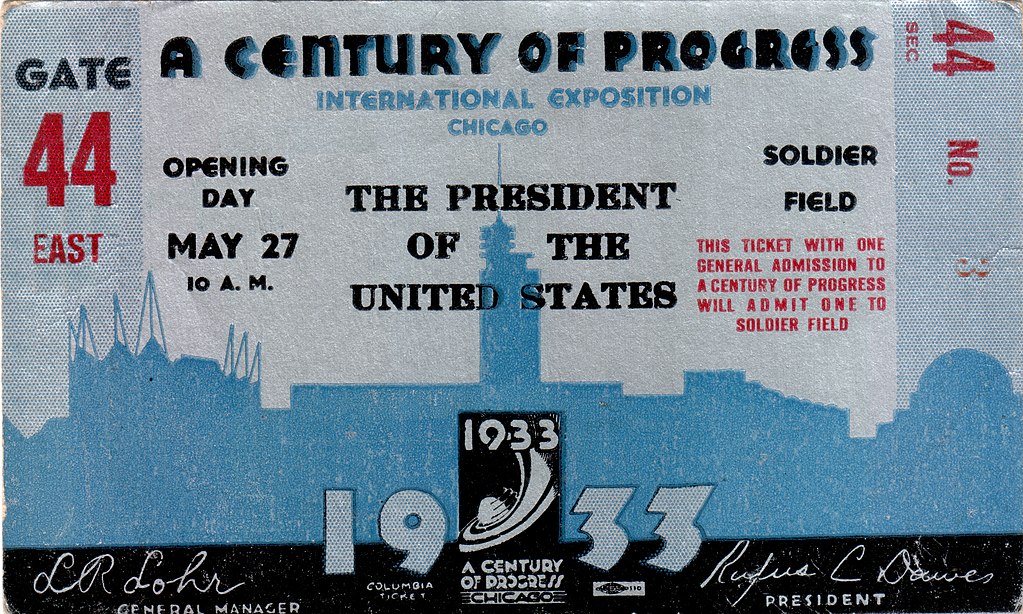 GATE
44
EAST
A CENTURY OF PROGRESS
INTERNATIONAL EXPOSITION
CHICAGO
OPENING
DAY
MAY 27
10 A. M.
THE PRESIDENT
OF THE
UNITED STATES
SOLDIER
FIELD
THIS TICKET WITH ONE
GENERAL ADMISSION TO
A CENTURY OF PROGRESS
WILL ADMIT ONE TO
SOLDIER FIELD
SEC. 44
No. 3
1933
1933
A CENTURY
OF PROGRESS
CHICAGO
L R Lohr
GENERAL MANAGER
COLUMBIA
TICKET
Rufus C Dawes
PRESIDENT